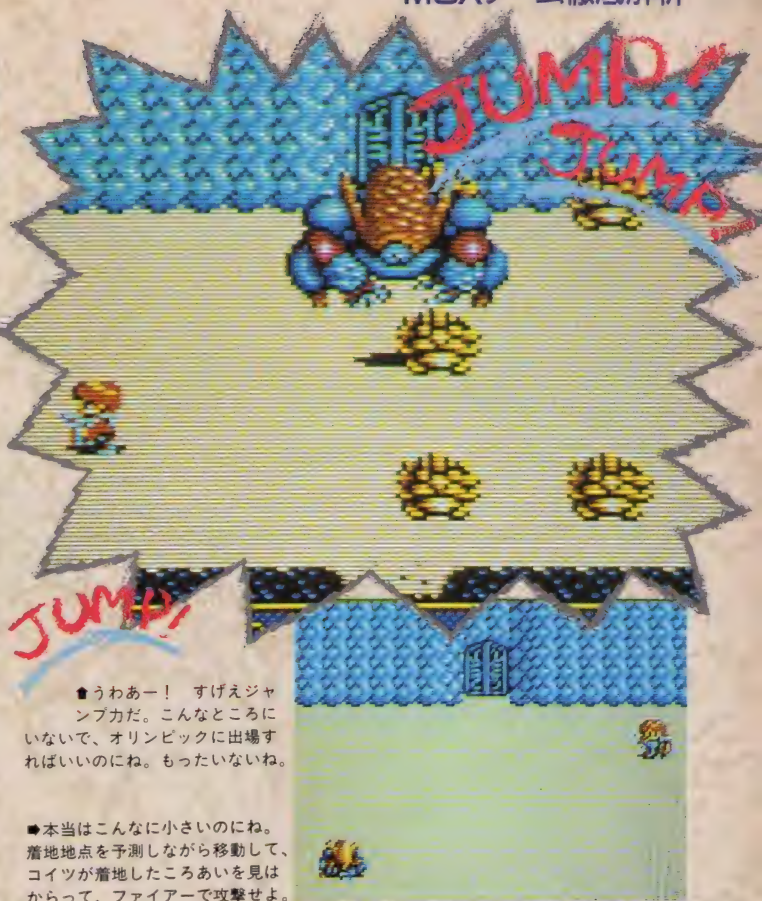 JUMP!
JUMP!
JUMP!
⬆うわあー！　すげえジャ
ンプ力だ。こんなところに
いないで、オリンピックに出場す
ればいいのにね。もったいないね。
➡本当はこんなに小さいのにね。
着地地点を予測しながら移動して、
コイツが着地したころあいを見は
からって、ファイアーで攻撃せよ。